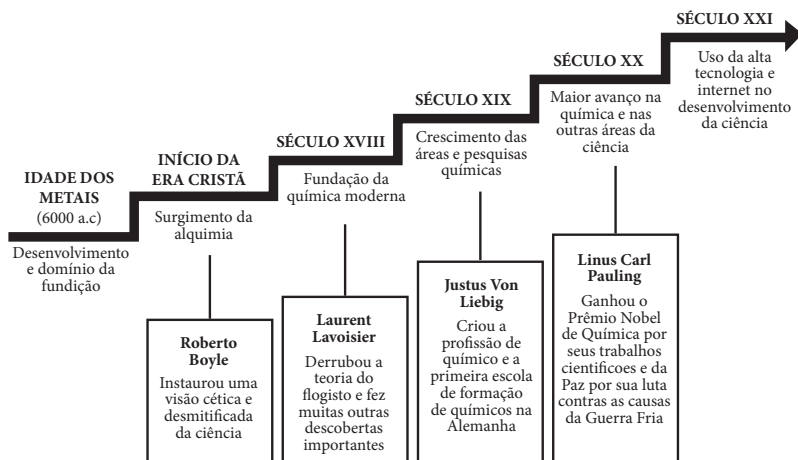 IDADE DOS
METAIS
(6000 a.c)
Desenvolvimento
e domínio da
fundição
INÍCIO DA
ERA CRISTÃ
Surgimento da
alquimia
Roberto
Boyle
Instaurou uma
visão cética e
desmitificada
da ciência
SÉCULO XVIII
Fundação da
química moderna
Laurent
Lavoisier
Derrubou a
teoria do
flogisto e fez
muitas outras
descobertas
importantes
SÉCULO XIX
Crescimento das
áreas e pesquisas
químicas
Justus Von
Liebig
Criou a
profissão de
químico e a
primeira escola
de formação
de químicos na
Alemanha
SÉCULO XX
Maior avanço na
química e nas
outras áreas da
ciência
Linus Carl
Pauling
Ganhou o
Prêmio Nobel
de Química por
seus trabalhos
cientificoes e da
Paz por sua luta
contras as causas
da Guerra Fria
SÉCULO XXI
Uso da alta
tecnologia e
internet no
desenvolvimento
da ciência